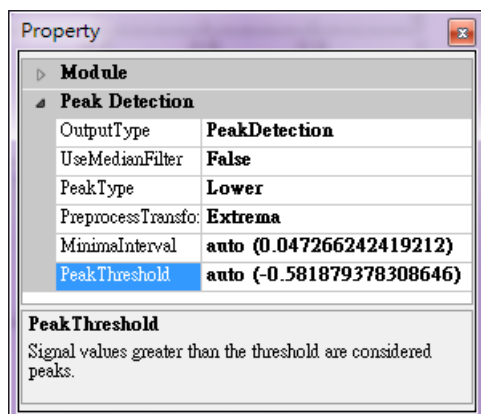 Property
Module
Peak Detection
OutputType PeakDetection
UseMedianFilter False
PeakType Lower
PreprocessTransfo: Extrema
MinimaInterval auto (0.047266242419212)
PeakThreshold auto (-0.581879378308646)
PeakThreshold
Signal values greater than the threshold are considered
peaks.